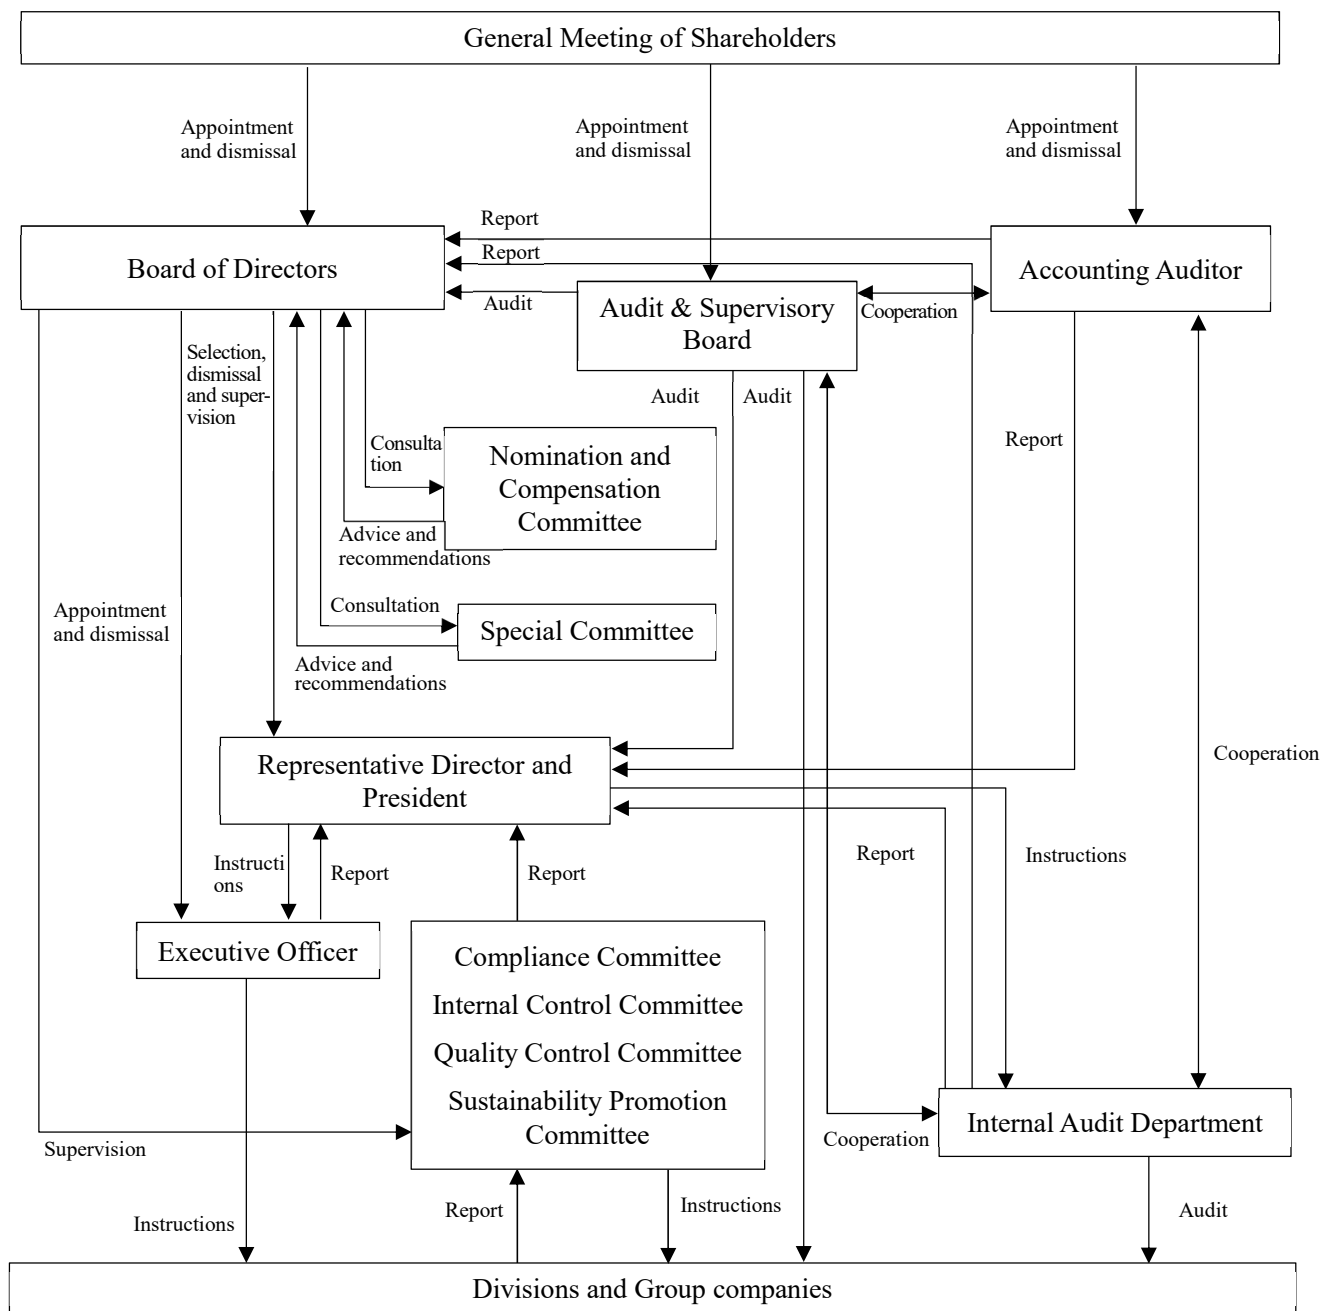 General Meeting of Shareholders
Appointment
and dismissal
Appointment
and dismissal
Appointment
and dismissal
Report
Report
Board of Directors
Accounting Auditor
Audit
Audit & Supervisory
Board
Cooperation
Selection,
dismissal
and super-
vision
Audit
Audit
Consulta
tion
Nomination and
Compensation
Committee
Report
Advice and
recommendations
Appointment
and dismissal
Consultation
Special Committee
Advice and
recommendations
Representative Director and
President
Cooperation
Instructi
ons
Report
Report
Report
Instructions
Executive Officer
Compliance Committee
Internal Control Committee
Quality Control Committee
Sustainability Promotion
Committee
Internal Audit Department
Supervision
Cooperation
Instructions
Report
Instructions
Audit
Divisions and Group companies